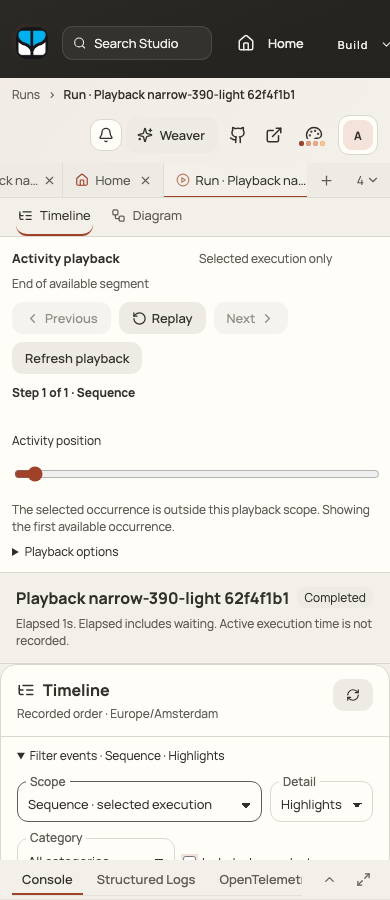 Search Studio
Home
Build
Runs > Run · Playback narrow-390-light 62f4f1b1
Weaver
A
ck na...
Home
Run · Playback na...
4
Timeline
Diagram
Activity playback
Selected execution only
End of available segment
Previous
Replay
Next
Refresh playback
Step 1 of 1 · Sequence
Activity position
The selected occurrence is outside this playback scope. Showing
the first available occurrence.
Playback options
Playback narrow-390-light 62f4f1b1
Completed
Elapsed 1s. Elapsed includes waiting. Active execution time is not
recorded.
Timeline
Recorded order · Europe/Amsterdam
Filter events · Sequence · Highlights
Scope
Detail
Sequence · selected execution
Highlights
Category
All categories
Console
Structured Logs
OpenTelemet